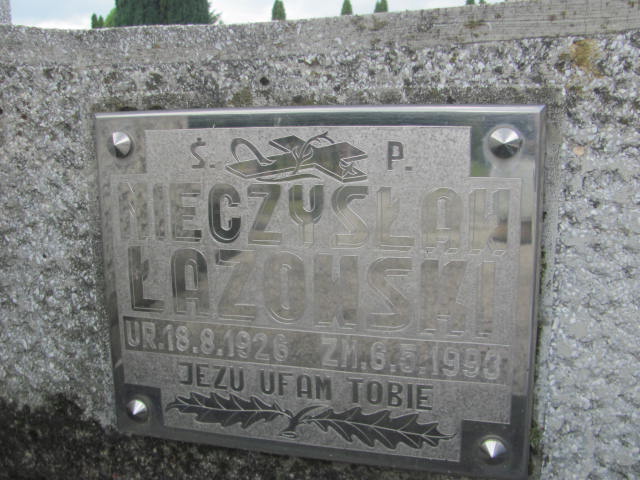 Ś. P.
MIECZYSŁAW
ŁAZOWSKI
UR.18.8.1926 ZM.6.5.1993
JEZU UFAM TOBIE